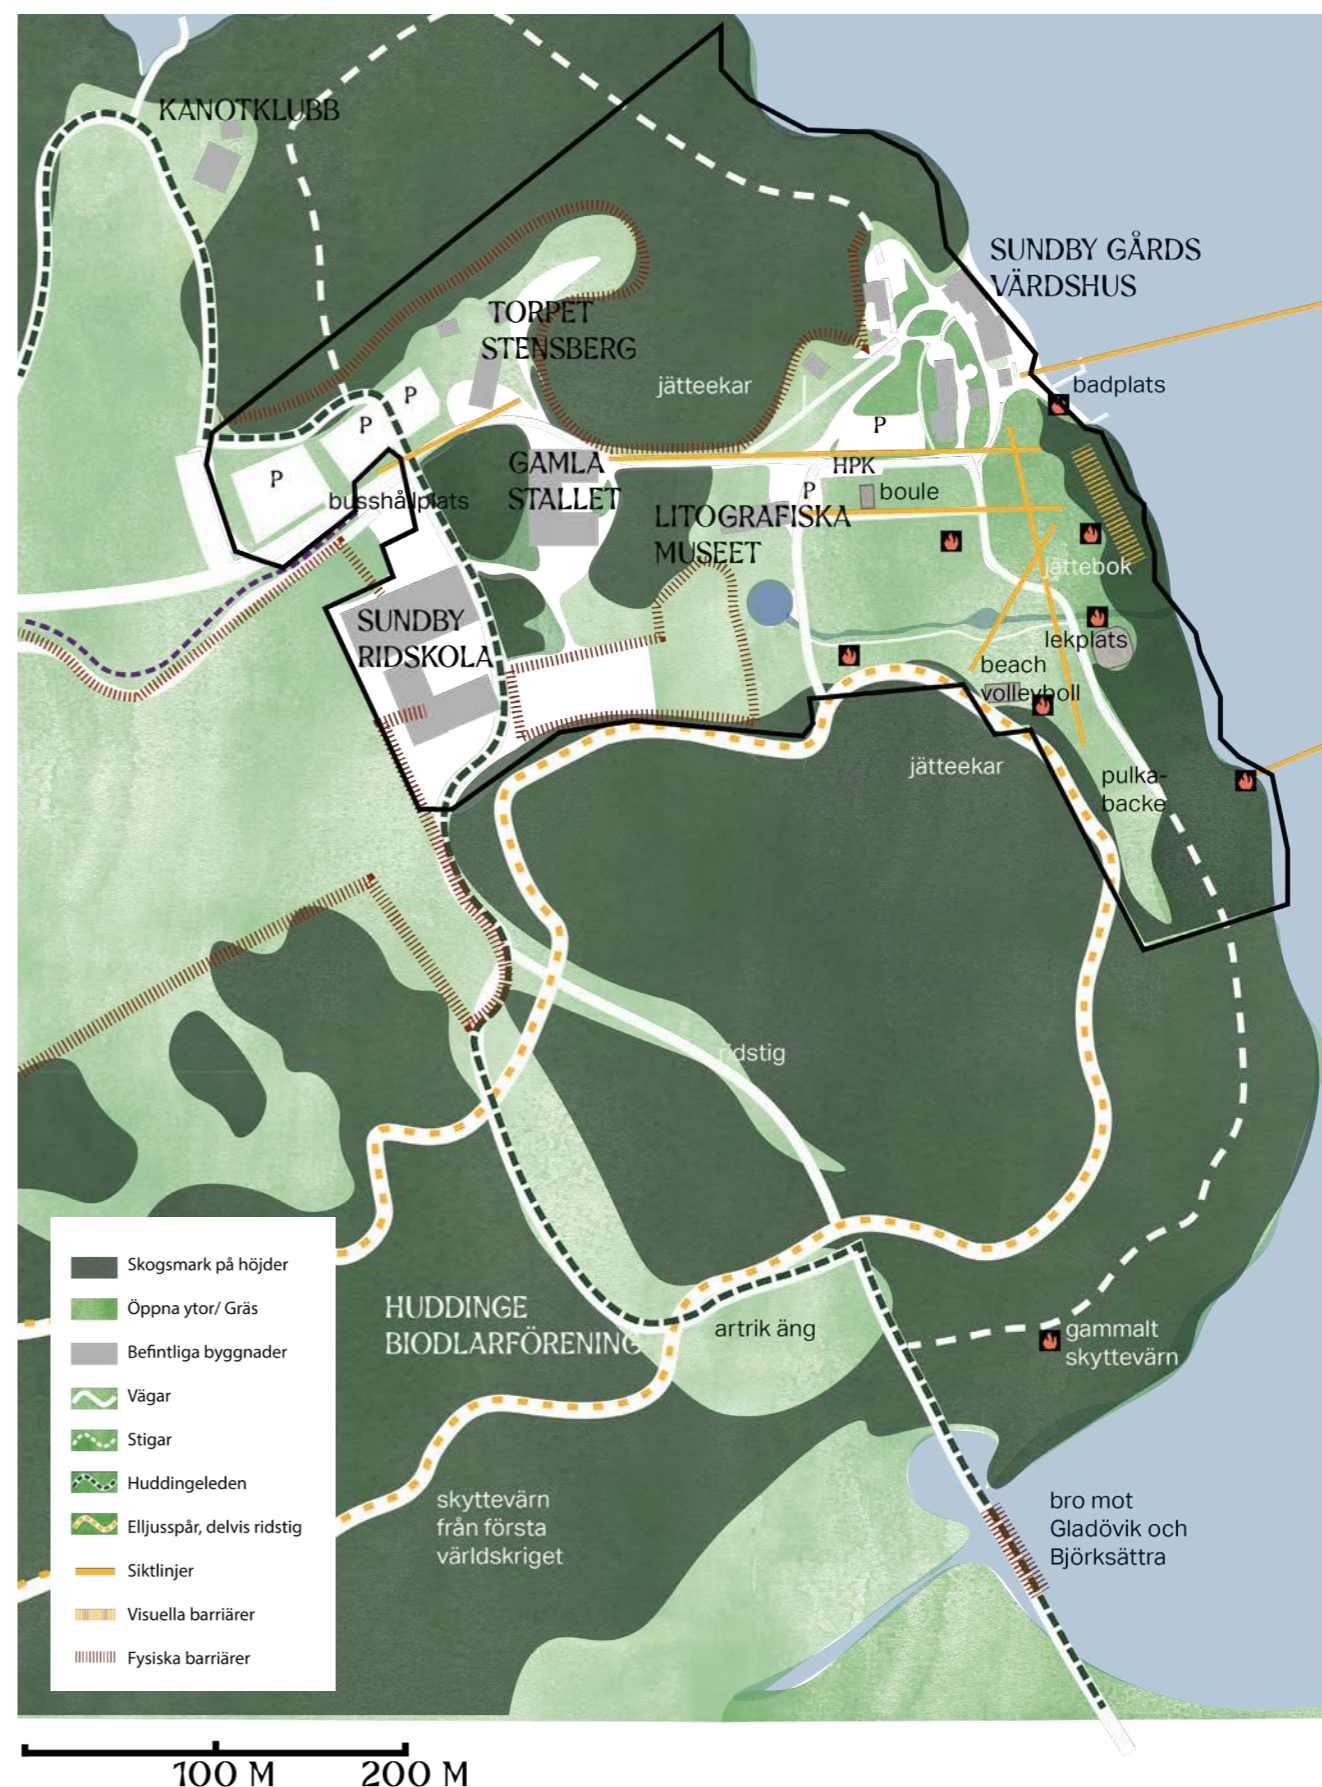 KANOTKLUBB
SUNDBY GÅRDS
VÄRDSHUS
TORPET
STENSBERG
jätteekar
badplats
P
P
P
P
GAMLA
STALLET
HPK
P
boule
busshållplats
LITOGRAFISKA
MUSEET
jättebok
SUNDBY
RIDSKOLA
lekplats
beach
volleyboll
jätteekar
pulka-
backe
ridstig
Skogsmark på höjder
Öppna ytor/ Gräs
Befintliga byggnader
Vägar
Stigar
Huddingeleden
Elljusspår, delvis ridstig
Siktlinjer
Visuella barriärer
Fysiska barriärer
HUDDINGE
BIODLARFÖRENING
artrik äng
gammalt
skyttevärn
skyttevärn
från första
världskriget
bro mot
Gladövik och
Björksättra
100 M
200 M